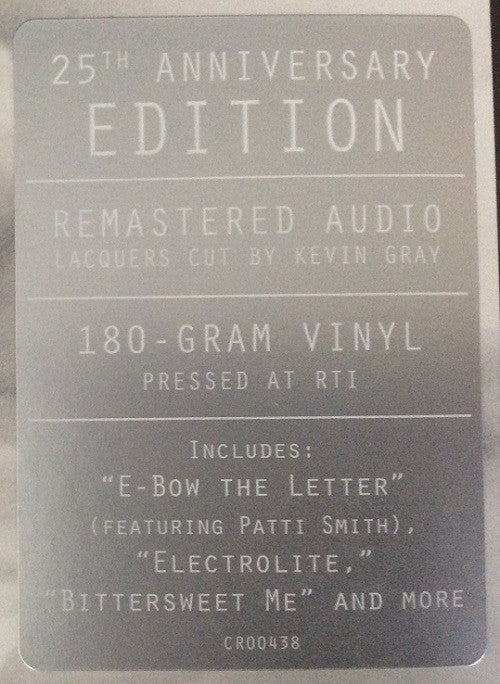 25TH ANNIVERSARY
EDITION
REMASTERED AUDIO
LACQUERS CUT BY KEVIN GRAY
180-GRAM VINYL
PRESSED AT RTI
INCLUDES:
"E-BOW THE LETTER"
(FEATURING PATTI SMITH),
"ELECTROLITE,"
"BITTERSWEET ME" AND MORE
CR00438